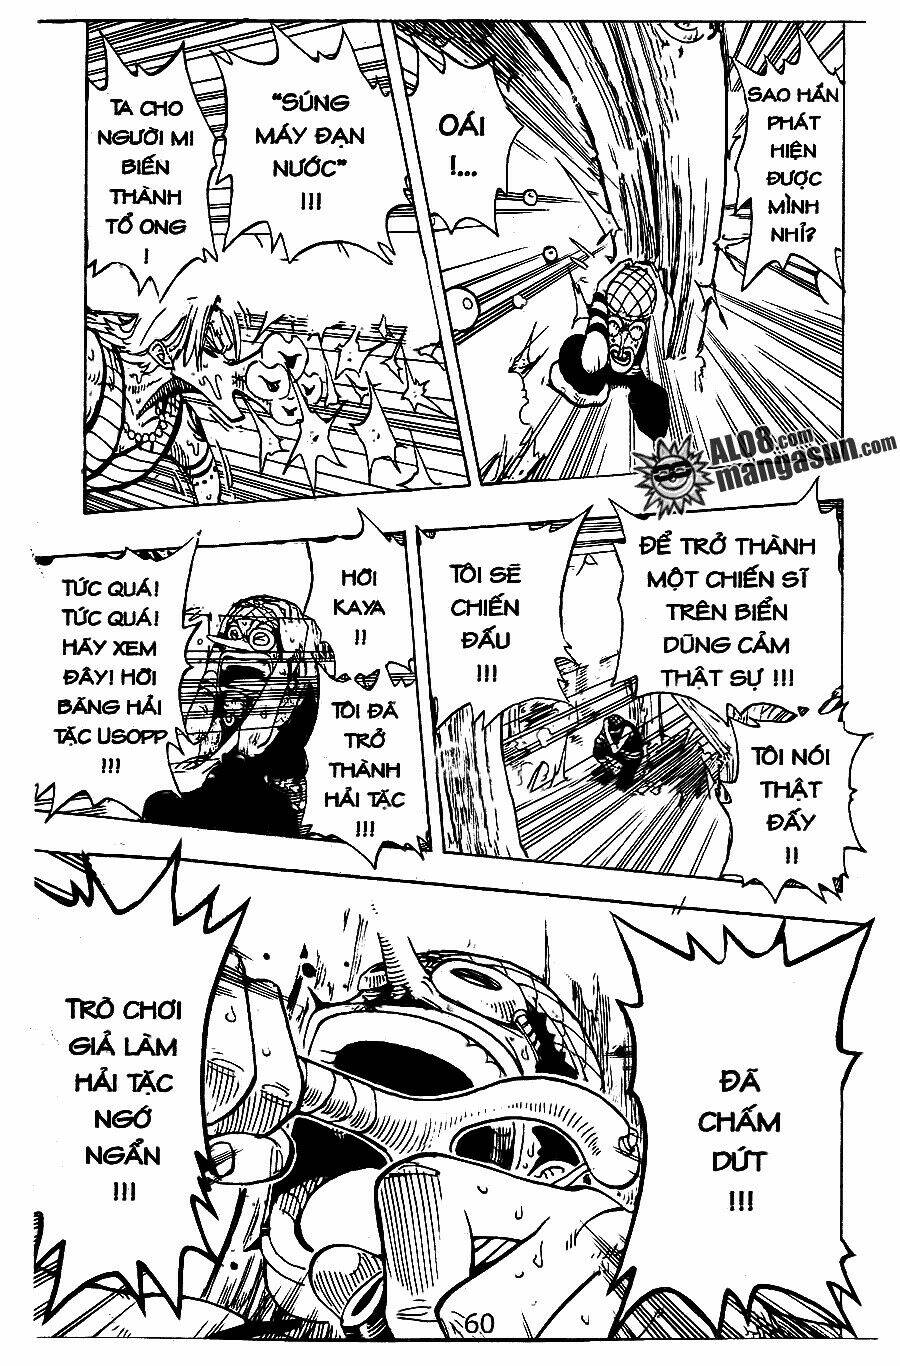 SAO HẮN
PHÁT
HIỆN
ĐƯỢC
MÌNH
NHỈ?
OÁI
!...
"SÚNG
MÁY ĐẠN
NƯỚC"
!!!
TA CHO
NGƯỜI MI
BIẾN
THÀNH
TỔ ONG
!
AL08.com
mangasun.com
ĐỂ TRỞ THÀNH
MỘT CHIẾN SĨ
TRÊN BIỂN
DŨNG CẢM
THẬT SỰ !!!
TÔI SẼ
CHIẾN
ĐẤU
!!!
TÔI NÓI
THẬT
ĐẤY
!!
HỠI
KAYA
!!
TÔI ĐÃ
TRỞ
THÀNH
HẢI TẶC
!!!
TỨC QUÁ!
TỨC QUÁ!
HÃY XEM
ĐÂY! HỠI
BĂNG HẢI
TẶC USOPP
!!!
ĐÃ
CHẤM
DỨT
!!!
TRÒ CHƠI
GIẢ LÀM
HẢI TẶC
NGỚ
NGẨN
!!!
60